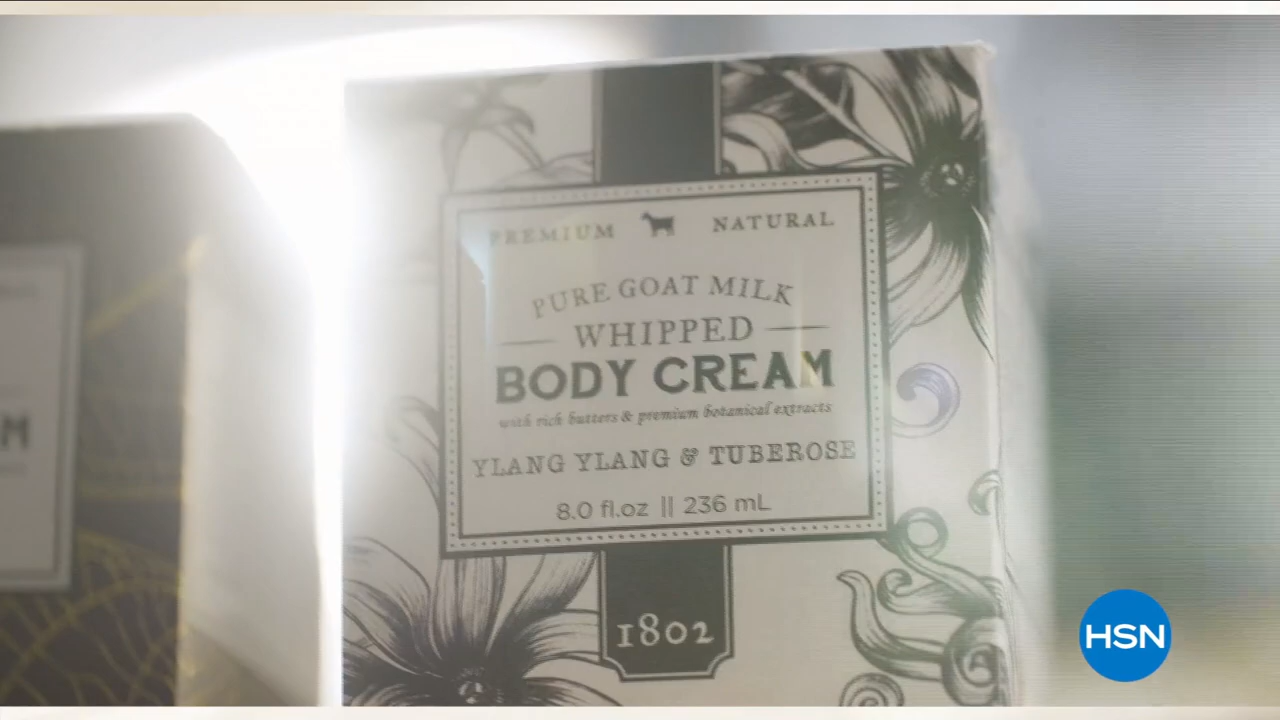 PREMIUM NATURAL
PURE GOAT MILK
WHIPPED
BODY CREAM
with rich butters & premium botanical extracts
YLANG YLANG & TUBEROSE
8.0 fl.oz || 236 mL
1802
HSN